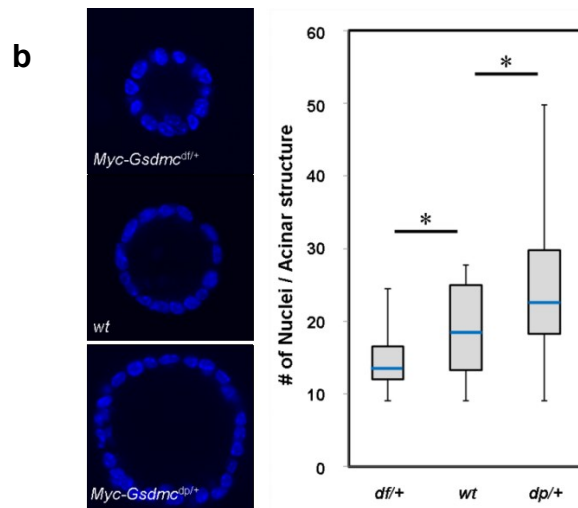 b
Myc-Gsdmc^df/+
wt
Myc-Gsdmc^dp/+
# of Nuclei / Acinar structure
60
50
40
30
20
10
0
*
*
df/+ wt dp/+